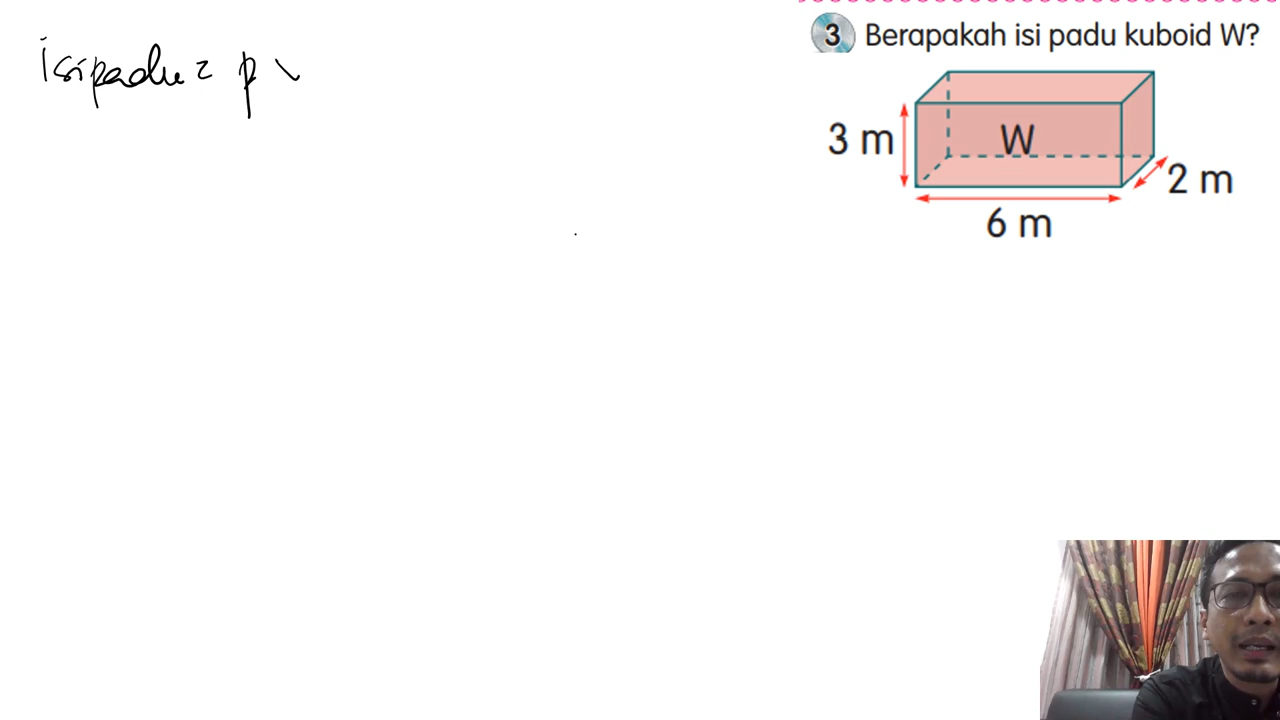 Isipadu = p
3 Berapakah isi padu kuboid W?
3 m
W
2 m
6 m